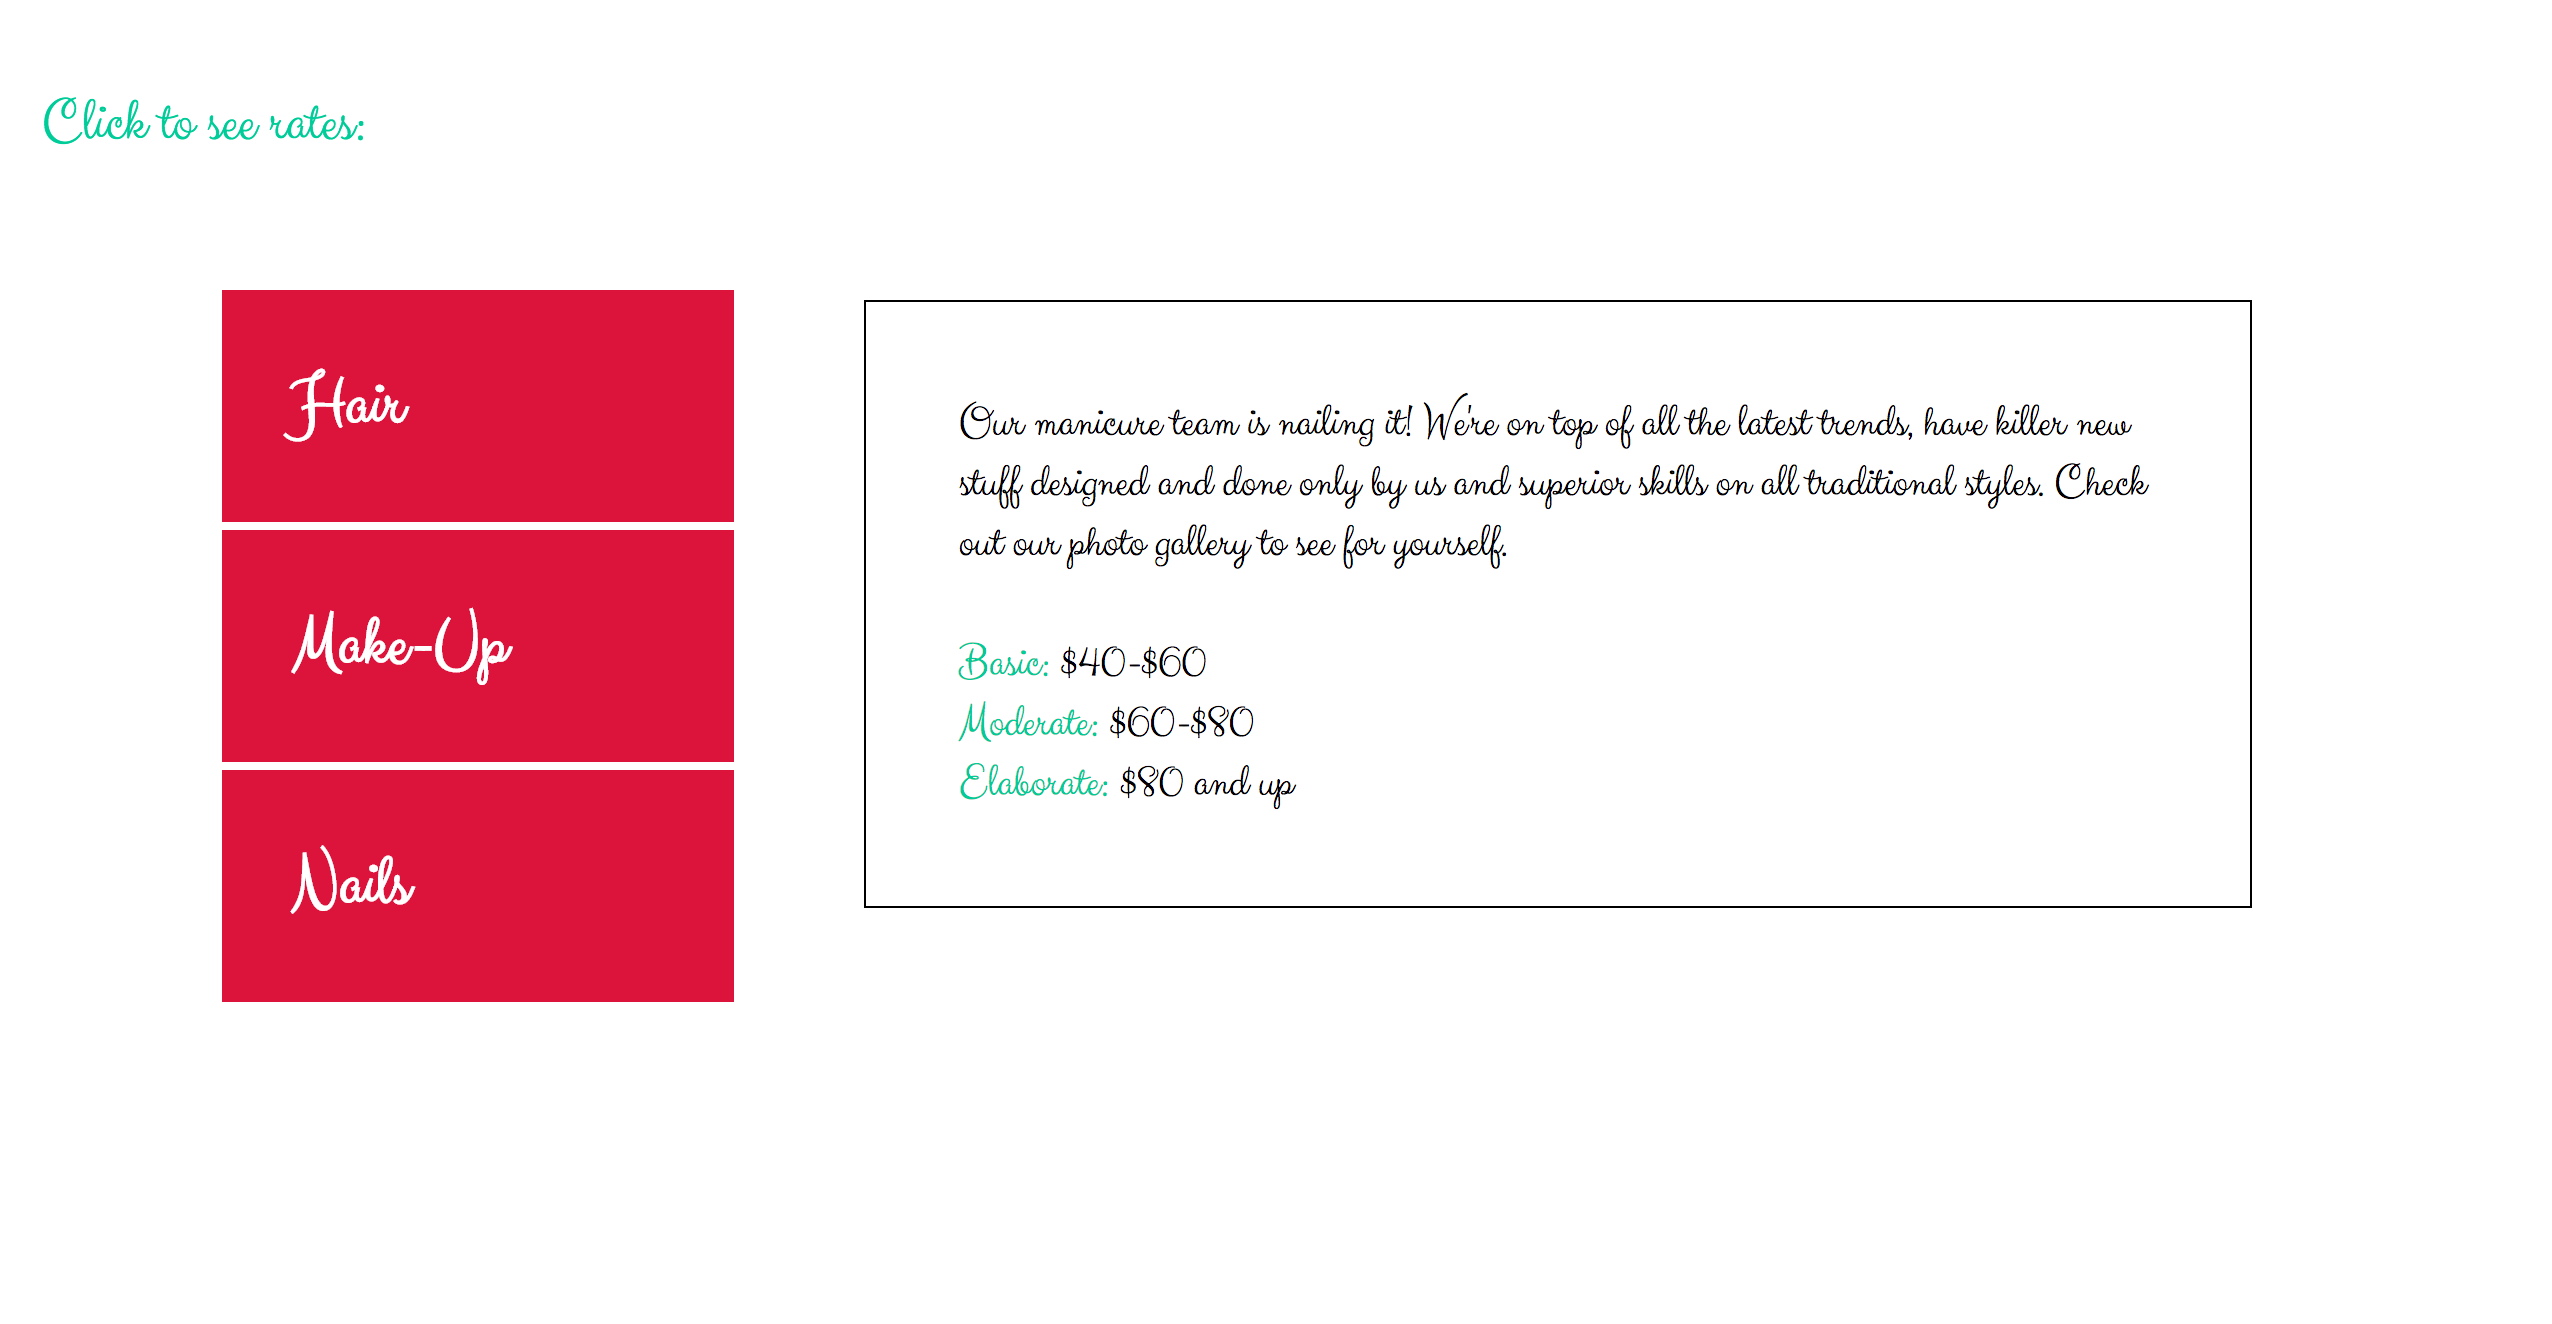 Click to see rates:
Hair
Make-Up
Nails
Our manicure team is nailing it! We're on top of all the latest trends, have killer new
stuff designed and done only by us and superior skills on all traditional styles. Check
out our photo gallery to see for yourself.
Basic: $40-$60
Moderate: $60-$80
Elaborate: $80 and up